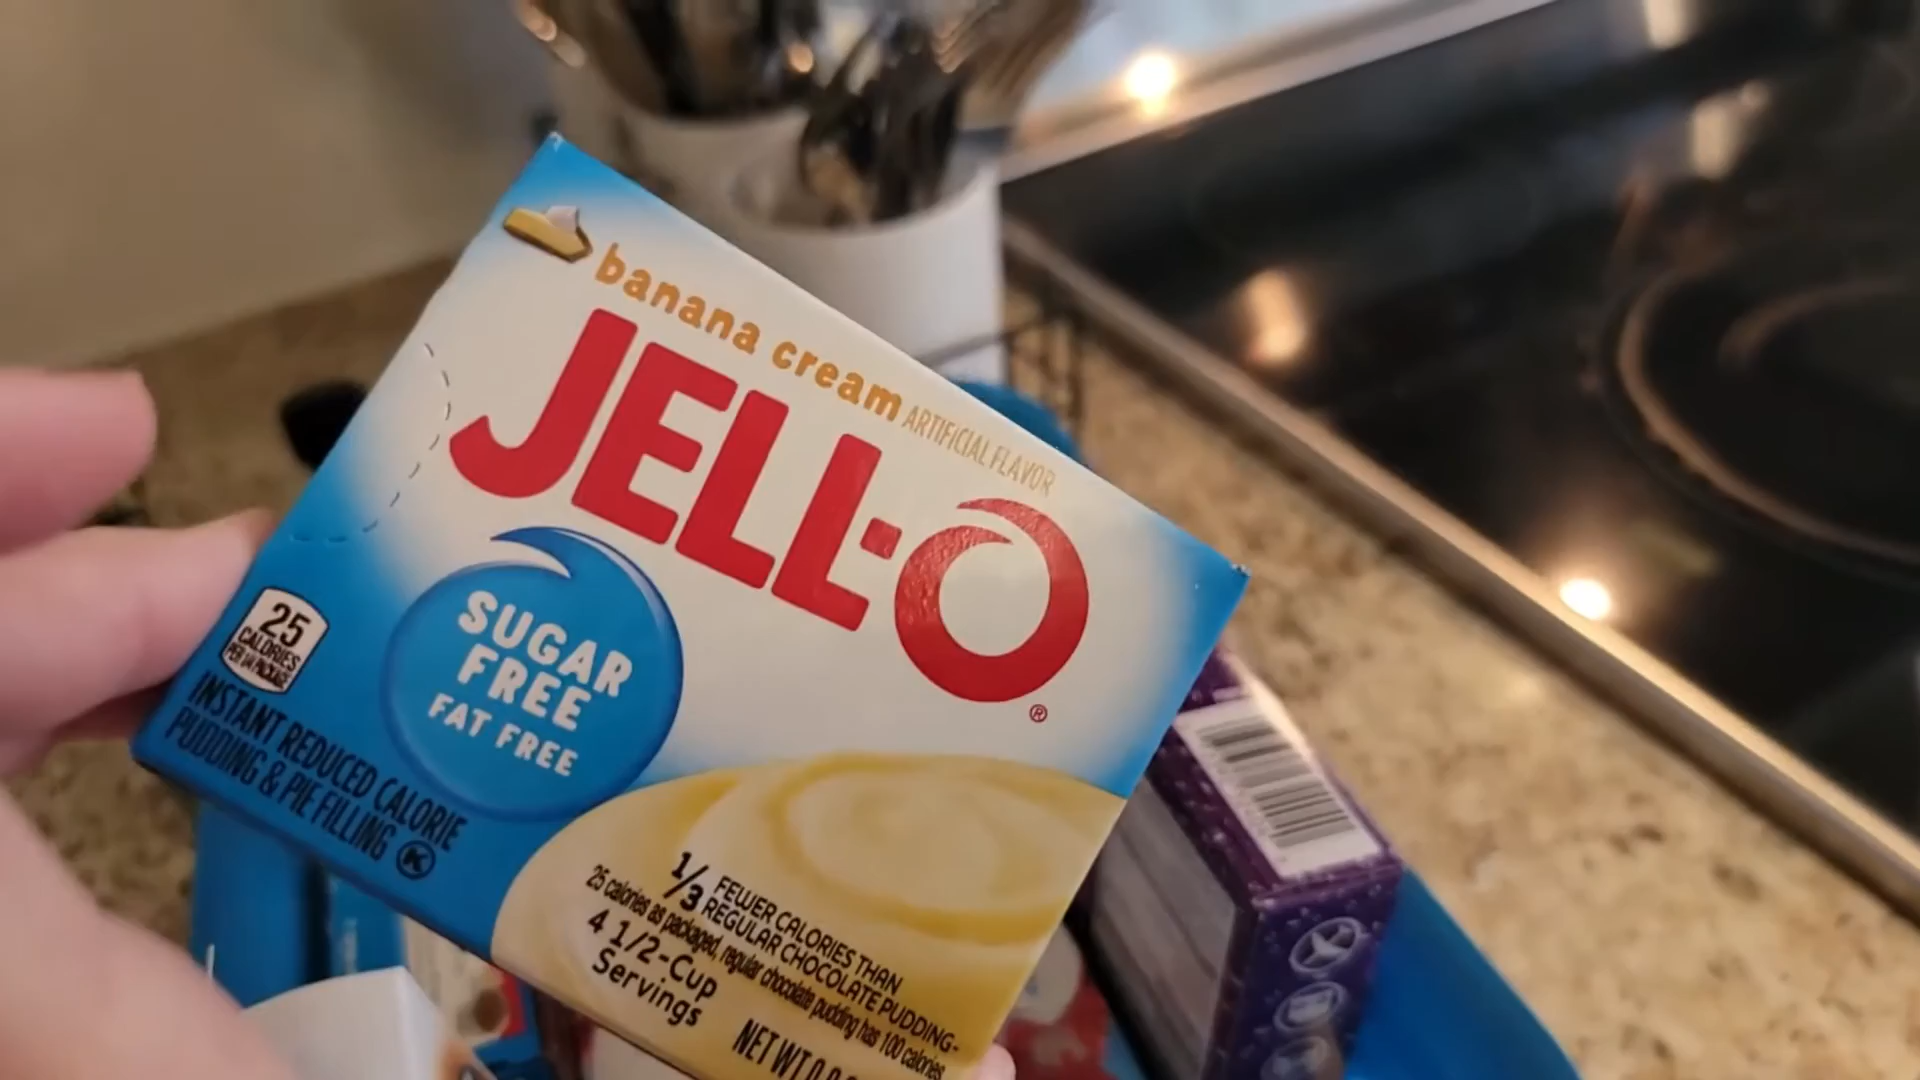 banana cream ARTIFICIAL FLAVOR
JELL-O®
SUGAR
FREE
FAT FREE
25
CALORIES
PER 1/4 PACKAGE
INSTANT REDUCED CALORIE
PUDDING & PIE FILLING K
1/3 FEWER CALORIES THAN
REGULAR CHOCOLATE PUDDING-
25 calories as packaged, regular chocolate pudding has 100 calories.
4 1/2-Cup
Servings
NET WT